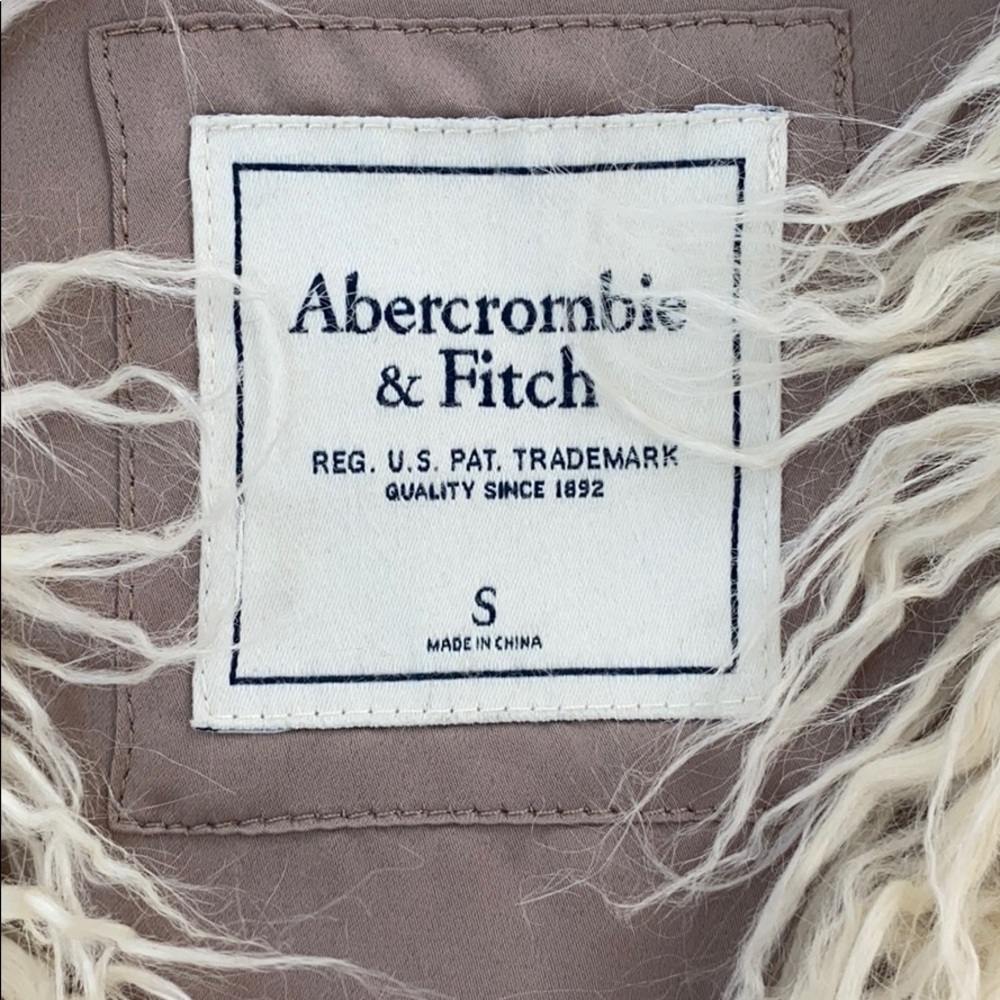 Abercrombie
& Fitch
REG. U.S. PAT. TRADEMARK
QUALITY SINCE 1892
S
MADE IN CHINA